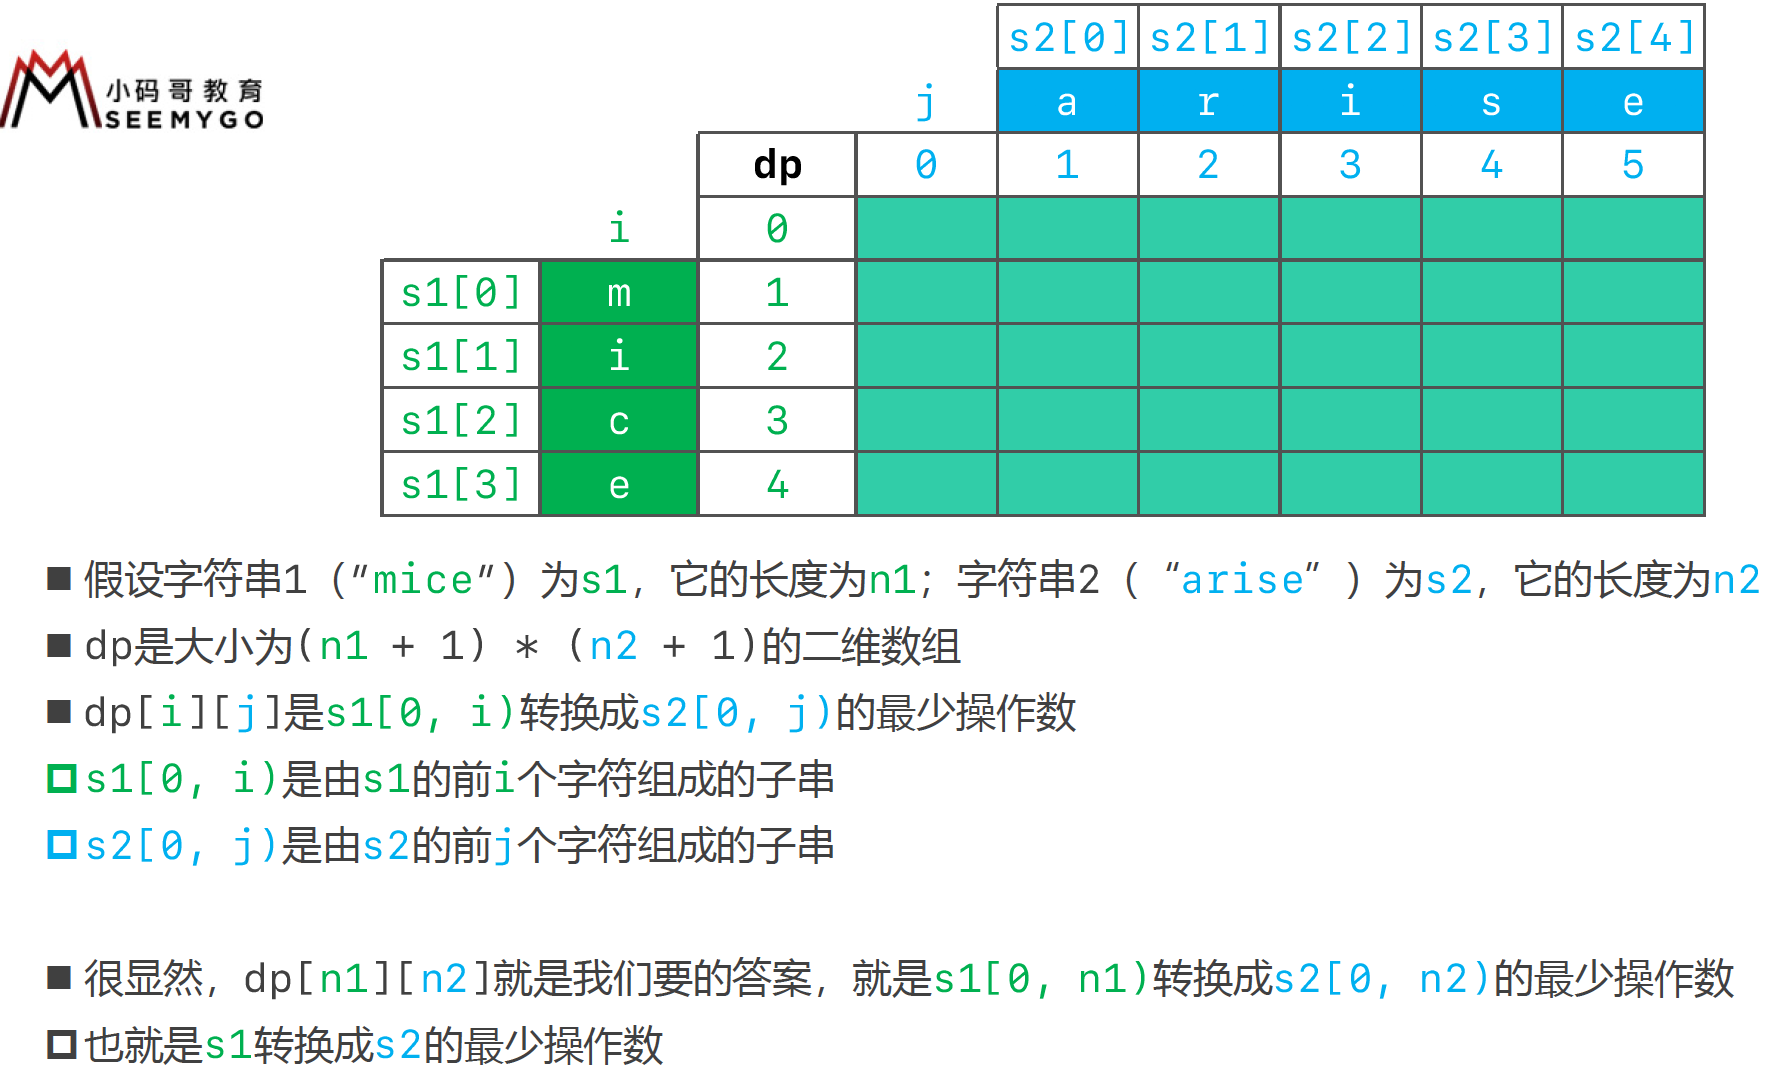 小码哥教育
SEEMYGO
s2[0] s2[1] s2[2] s2[3] s2[4]
j a r i s e
dp 0 1 2 3 4 5
i 0
s1[0] m 1
s1[1] i 2
s1[2] c 3
s1[3] e 4
■ 假设字符串1（“mice”）为s1，它的长度为n1；字符串2（ “arise” ）为s2，它的长度为n2
■ dp是大小为(n1 + 1) * (n2 + 1)的二维数组
■ dp[i][j]是s1[0, i)转换成s2[0, j)的最少操作数
s1[0, i)是由s1的前i个字符组成的子串
s2[0, j)是由s2的前j个字符组成的子串
■ 很显然，dp[n1][n2]就是我们要的答案，就是s1[0, n1)转换成s2[0, n2)的最少操作数
也就是s1转换成s2的最少操作数